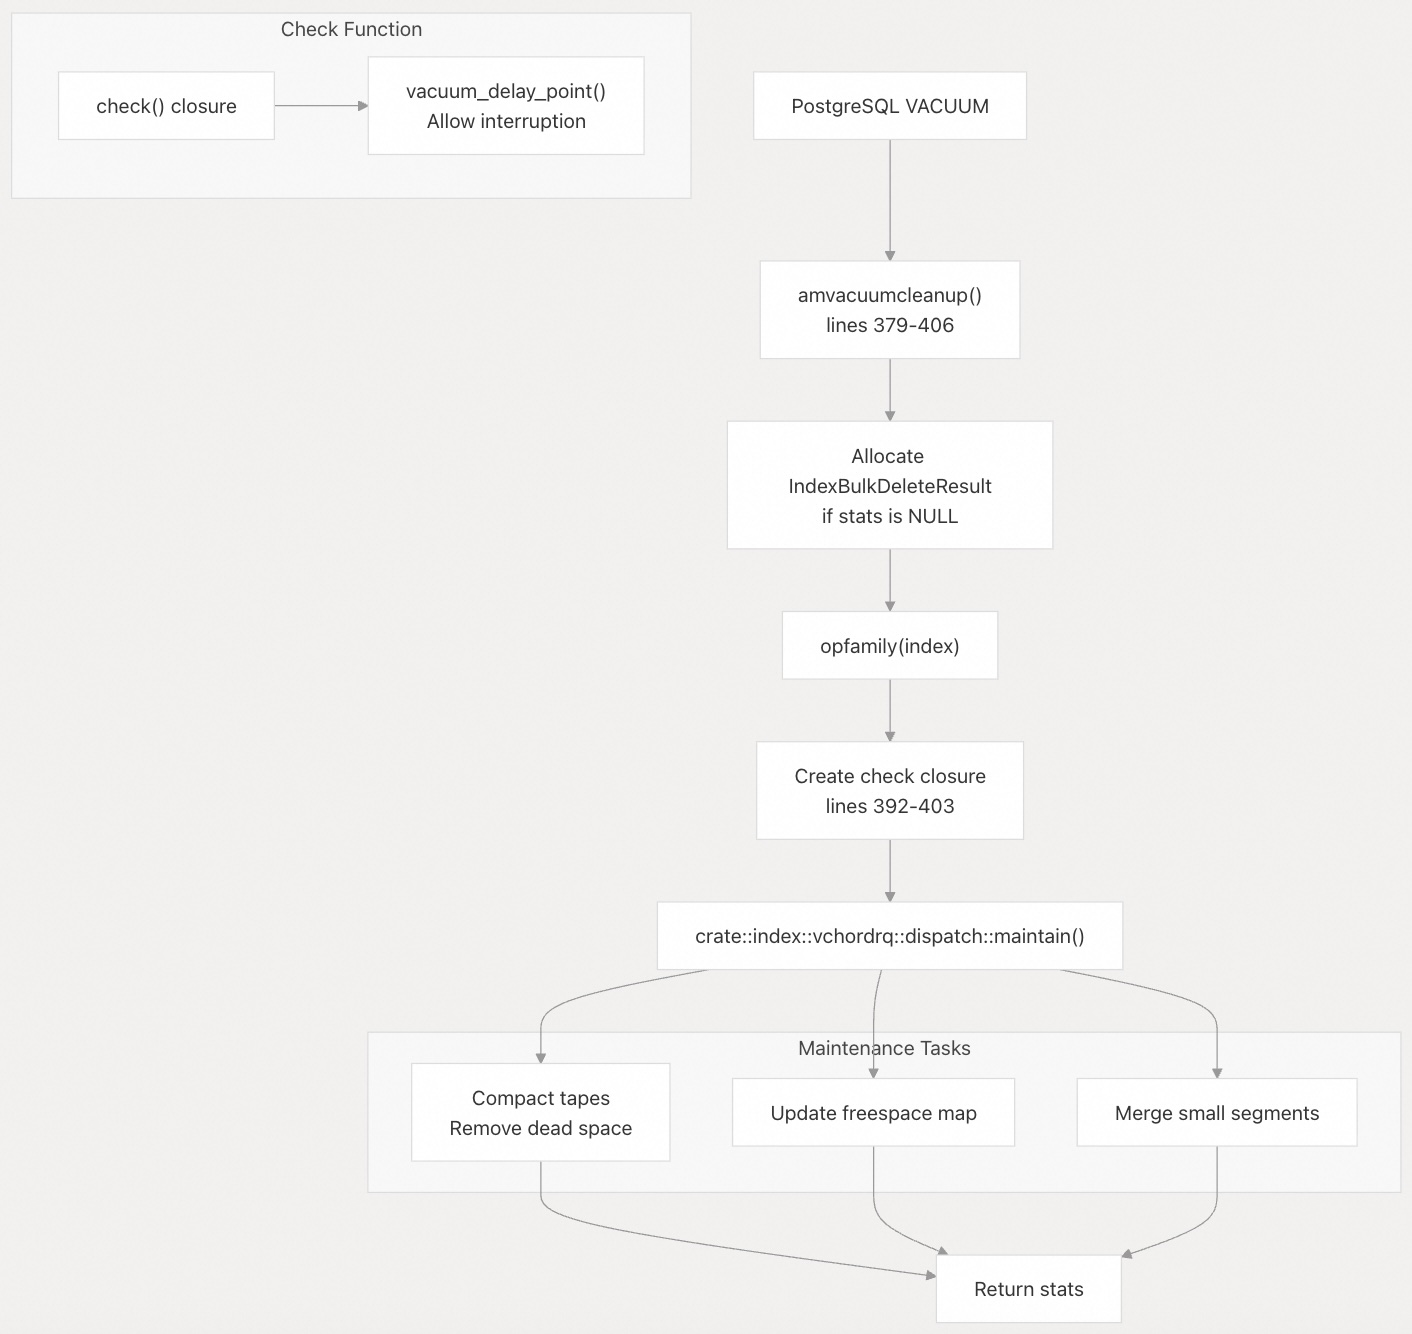 Check Function
check() closure
vacuum_delay_point()
Allow interruption
PostgreSQL VACUUM
amvacuumcleanup()
lines 379-406
Allocate
IndexBulkDeleteResult
if stats is NULL
opfamily(index)
Create check closure
lines 392-403
crate::index::vchordrq::dispatch::maintain()
Maintenance Tasks
Compact tapes
Remove dead space
Update freespace map
Merge small segments
Return stats